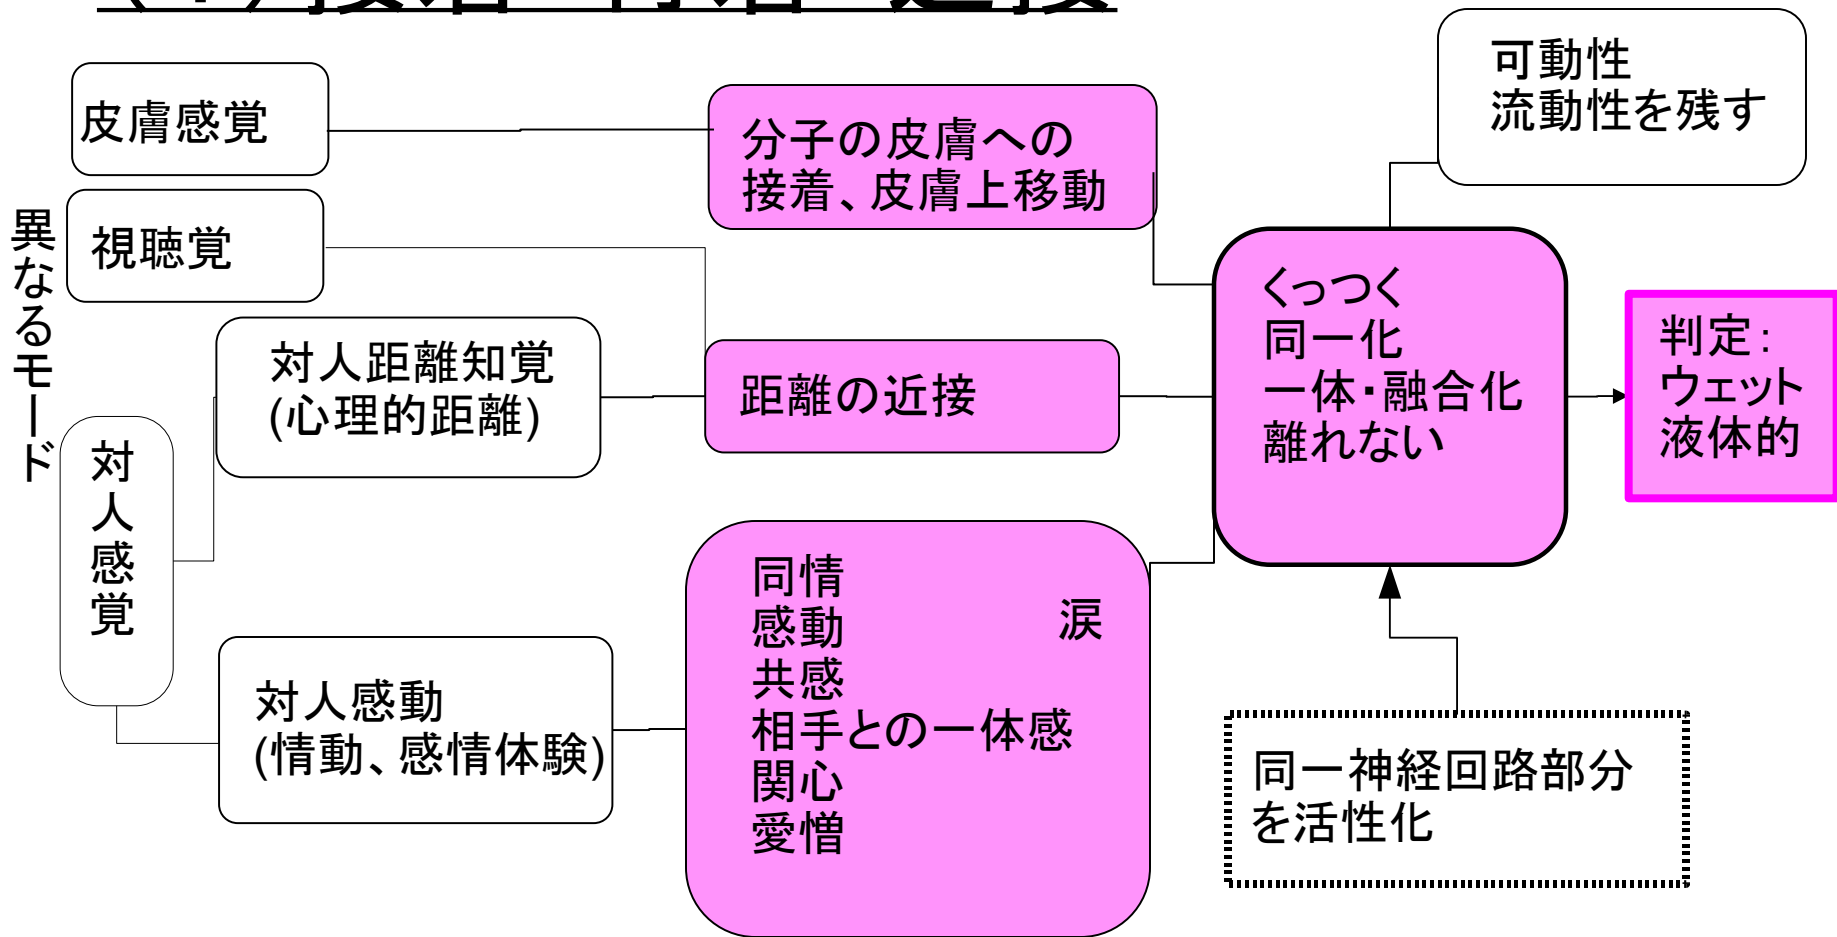 皮膚感覚
視聴覚
異なるモード
対人感覚
対人距離知覚
(心理的距離)
対人感動
(情動、感情体験)
分子の皮膚への
接着、皮膚上移動
距離の近接
同情
感動
涙
共感
相手との一体感
関心
愛憎
可動性
流動性を残す
くっつく
同一化
一体・融合化
離れない
判定：
ウェット
液体的
同一神経回路部分
を活性化